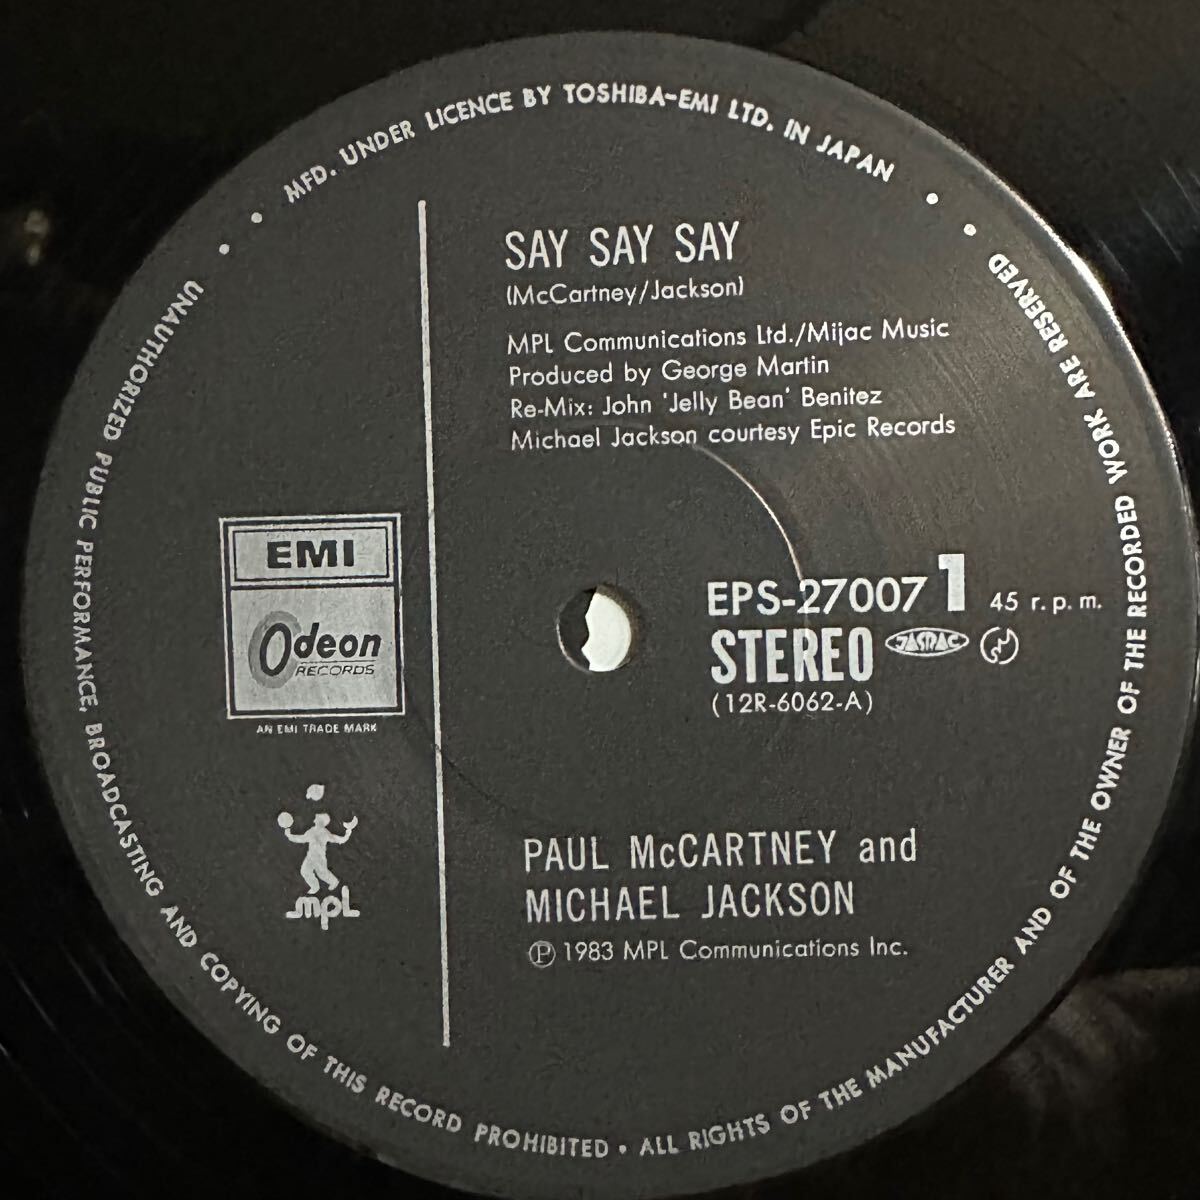 MFD. UNDER LICENCE BY TOSHIBA-EMI LTD. IN JAPAN
SAY SAY SAY
(McCartney/Jackson)
MPL Communications Ltd./Mijac Music
Produced by George Martin
Re-Mix: John 'Jelly Bean' Benitez
Michael Jackson courtesy Epic Records
EMI
Odeon
RECORDS
AN EMI TRADE MARK
EPS-27007 1 45 r.p.m.
STEREO JASRAC
(12R-6062-A)
mpl
PAUL McCARTNEY and
MICHAEL JACKSON
Ⓟ 1983 MPL Communications Inc.
UNAUTHORIZED PUBLIC PERFORMANCE, BROADCASTING AND COPYING OF THIS RECORD PROHIBITED • ALL RIGHTS OF THE MANUFACTURER AND OF THE OWNER OF THE RECORDED WORK ARE RESERVED